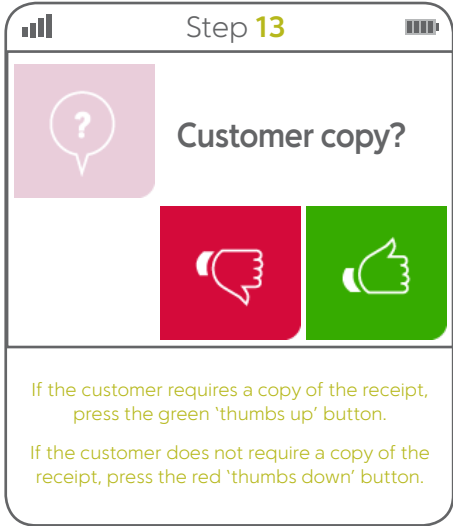 Step 13
?
Customer copy?
If the customer requires a copy of the receipt,
press the green ‘thumbs up’ button.
If the customer does not require a copy of the
receipt, press the red ‘thumbs down’ button.